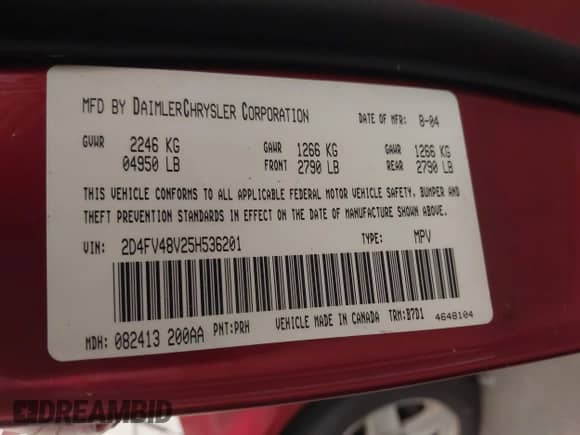 MFD BY DAIMLERCHRYSLER CORPORATION DATE OF MFR: 8-04
GVWR 2246 KG GAWR 1266 KG GAWR 1266 KG
04950 LB FRONT 2790 LB REAR 2790 LB
THIS VEHICLE CONFORMS TO ALL APPLICABLE FEDERAL MOTOR VEHICLE SAFETY, BUMPER AND
THEFT PREVENTION STANDARDS IN EFFECT ON THE DATE OF MANUFACTURE SHOWN ABOVE.
VIN: 2D4FV48V25H536201 TYPE: MPV
MDH: 082413 200AA PNT:PRH VEHICLE MADE IN CANADA TRM:B7D1 4648104
DREAMBID